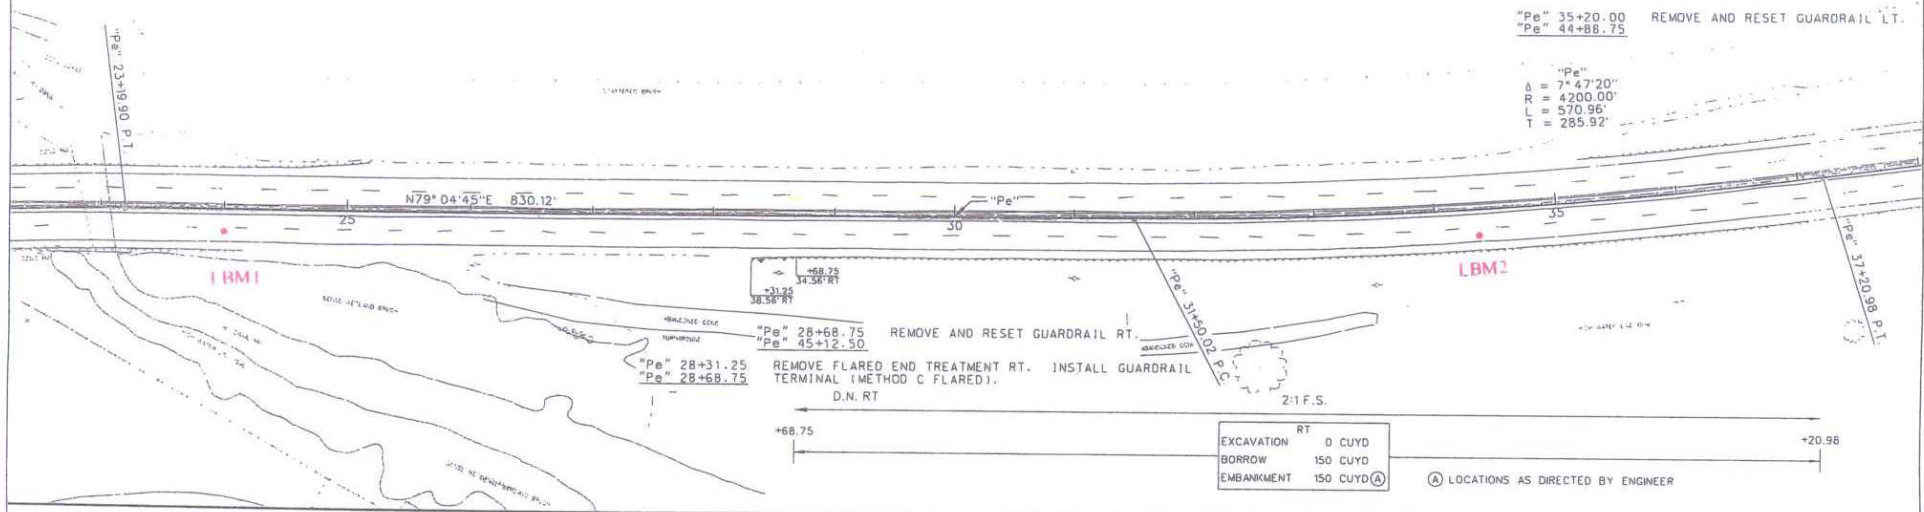 "Pe" 35+20.00 REMOVE AND RESET GUARDRAIL LT.
"Pe" 44+88.75
"Pe" 23+19.90 P.T.
"Pe"
Δ = 7°47'20"
R = 4200.00'
L = 570.96'
T = 285.92'
N79° 04'45"E 830.12'
"Pe"
25
30
35
LBM1
LBM2
+68.75
34.56' RT
+31.25
38.56' RT
"Pe" 31+50.02 P.C.
"Pe" 37+20.98 P.T.
"Pe" 28+68.75 REMOVE AND RESET GUARDRAIL RT.
"Pe" 45+12.50
"Pe" 28+31.25 REMOVE FLARED END TREATMENT RT. INSTALL GUARDRAIL
"Pe" 28+68.75 TERMINAL (METHOD C FLARED).
D.N. RT
2:1 F.S.
+68.75
+20.98
RT
EXCAVATION 0 CUYD
BORROW 150 CUYD
EMBANKMENT 150 CUYD Ⓐ
Ⓐ LOCATIONS AS DIRECTED BY ENGINEER